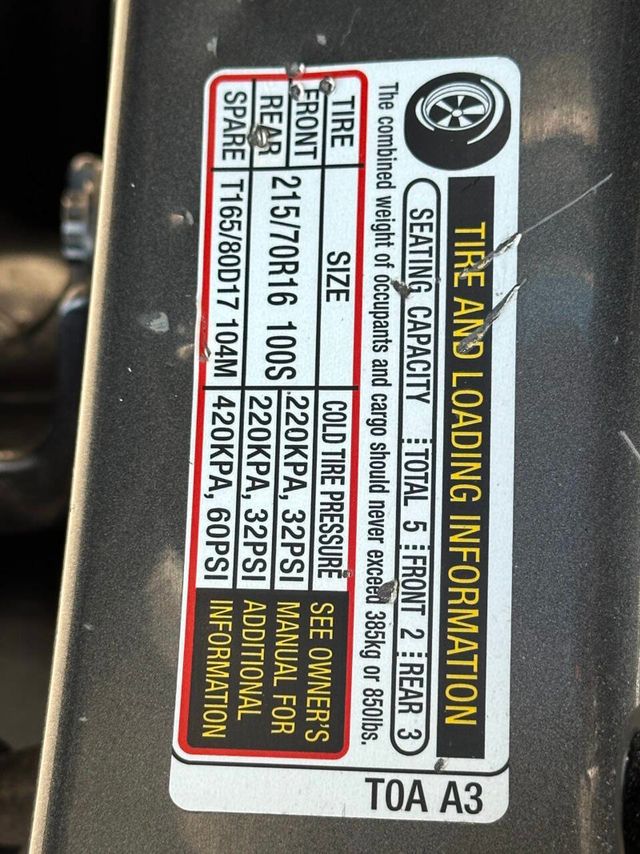 TIRE AND LOADING INFORMATION
SEATING CAPACITY TOTAL 5 FRONT 2 REAR 3
The combined weight of occupants and cargo should never exceed 385kg or 850lbs.
TIRE SIZE COLD TIRE PRESSURE
FRONT 215/70R16 100S 220KPA, 32PSI
REAR 220KPA, 32PSI
SPARE T165/80D17 104M 420KPA, 60PSI
SEE OWNER'S
MANUAL FOR
ADDITIONAL
INFORMATION
T0A A3